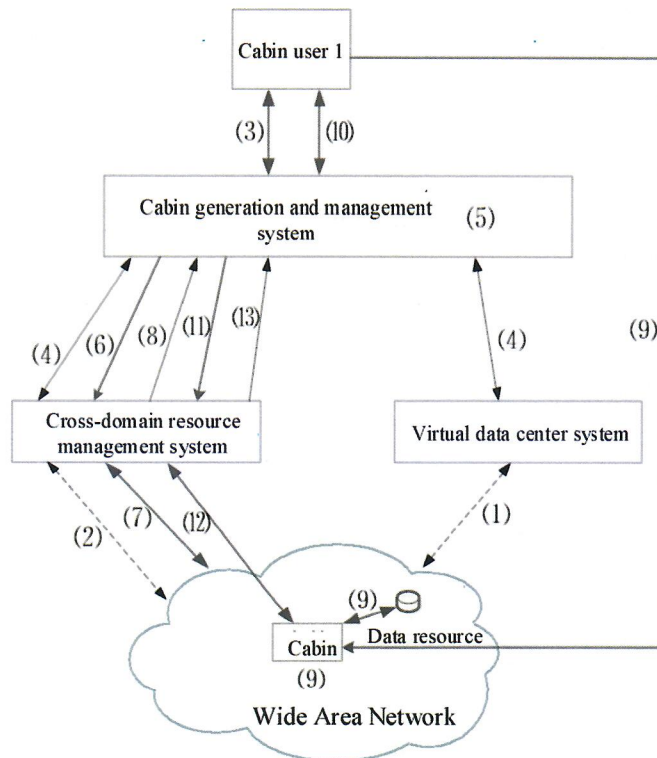 Cabin user 1
(3)
(10)
Cabin generation and management
system
(5)
(4)
(6)
(8)
(11)
(13)
(4)
(9)
Cross-domain resource
management system
Virtual data center system
(2)
(7)
(12)
(1)
(9)
Cabin
Data resource
(9)
Wide Area Network